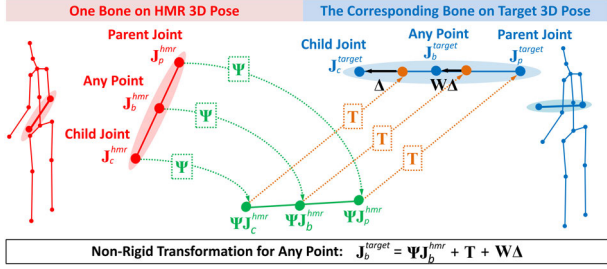 One Bone on HMR 3D Pose
The Corresponding Bone on Target 3D Pose
Parent Joint
J_p^{hmr}
Any Point
J_b^{hmr}
Child Joint
J_c^{hmr}
Ψ
Ψ
Ψ
Child Joint
J_c^{target}
Any Point
J_b^{target}
Parent Joint
J_p^{target}
Δ
WΔ
T
T
T
ΨJ_c^{hmr}
ΨJ_b^{hmr}
ΨJ_p^{hmr}
Non-Rigid Transformation for Any Point: J_b^{target} = ΨJ_b^{hmr} + T + WΔ